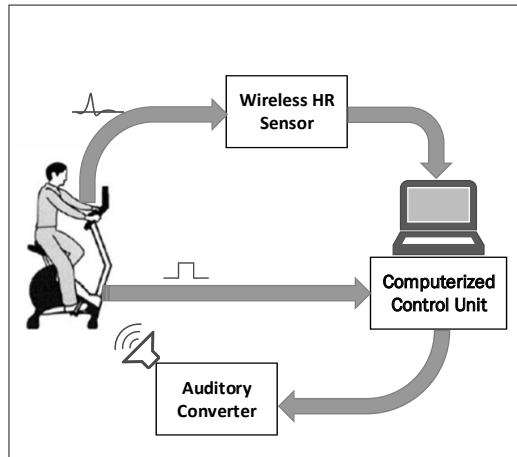 Wireless HR
Sensor
Computerized
Control Unit
Auditory
Converter